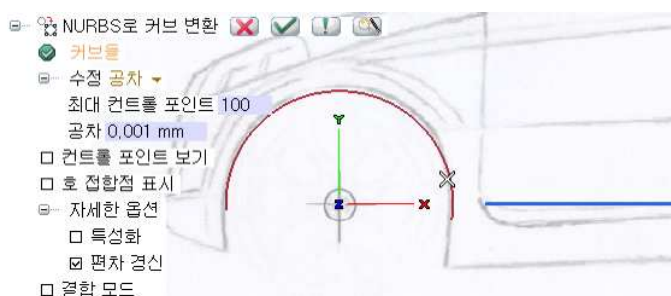 NURBS로 커브 변환
커브들
수정 공차
최대 컨트롤 포인트 100
공차 0,001 mm
컨트롤 포인트 보기
호 접합점 표시
자세한 옵션
특성화
편차 경신
결합 모드
Y
Z X